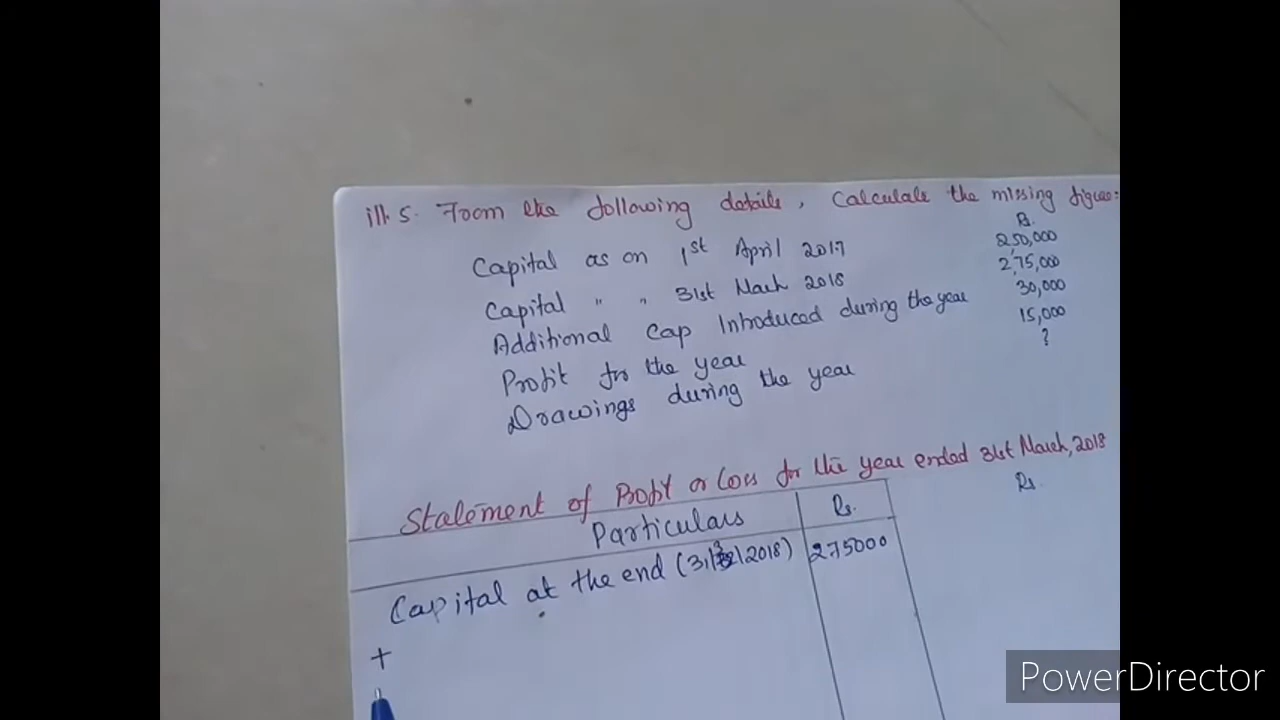 ill. 5. From the following details, Calculate the missing figures:
Rs.
Capital as on 1st April 2017 250,000
Capital " " 31st March 2018 2,75,000
Additional Cap Introduced during the year 30,000
Profit for the year 15,000
Drawings during the year ?
Statement of Profit or Loss for the year ended 31st March, 2018
Particulars Rs. Rs.
Capital at the end (31/3/2018) 275000
+
PowerDirector